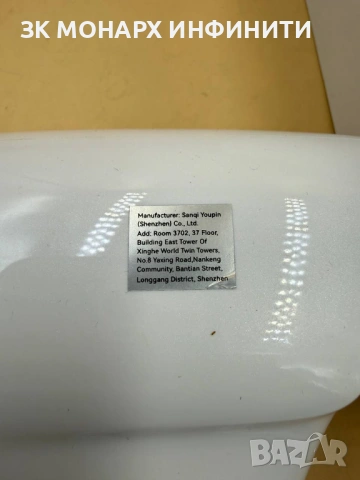 ЗК МОНАРХ ИНФИНИТИ
Manufacturer: Sanqi Youpin
(Shenzhen) Co., Ltd.
Add: Room 3702, 37 Floor,
Building East Tower Of
Xinghe World Twin Towers,
No.8 Yaxing Road,Nankeng
Community, Bantian Street,
Longgang District, Shenzhen
BAZAR